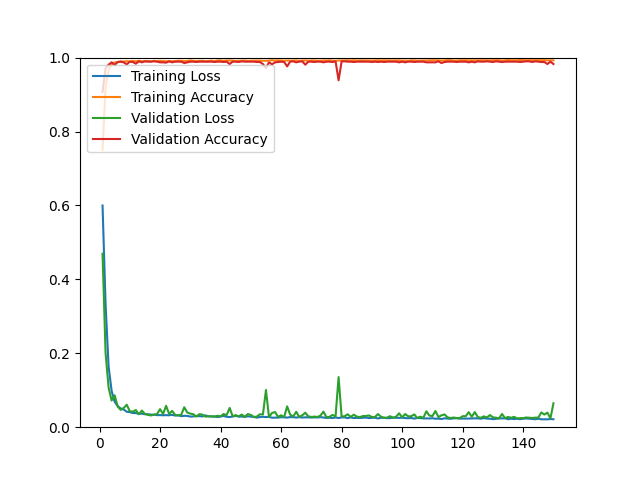 1.0
0.8
0.6
0.4
0.2
0.0
Training Loss
Training Accuracy
Validation Loss
Validation Accuracy
0 20 40 60 80 100 120 140